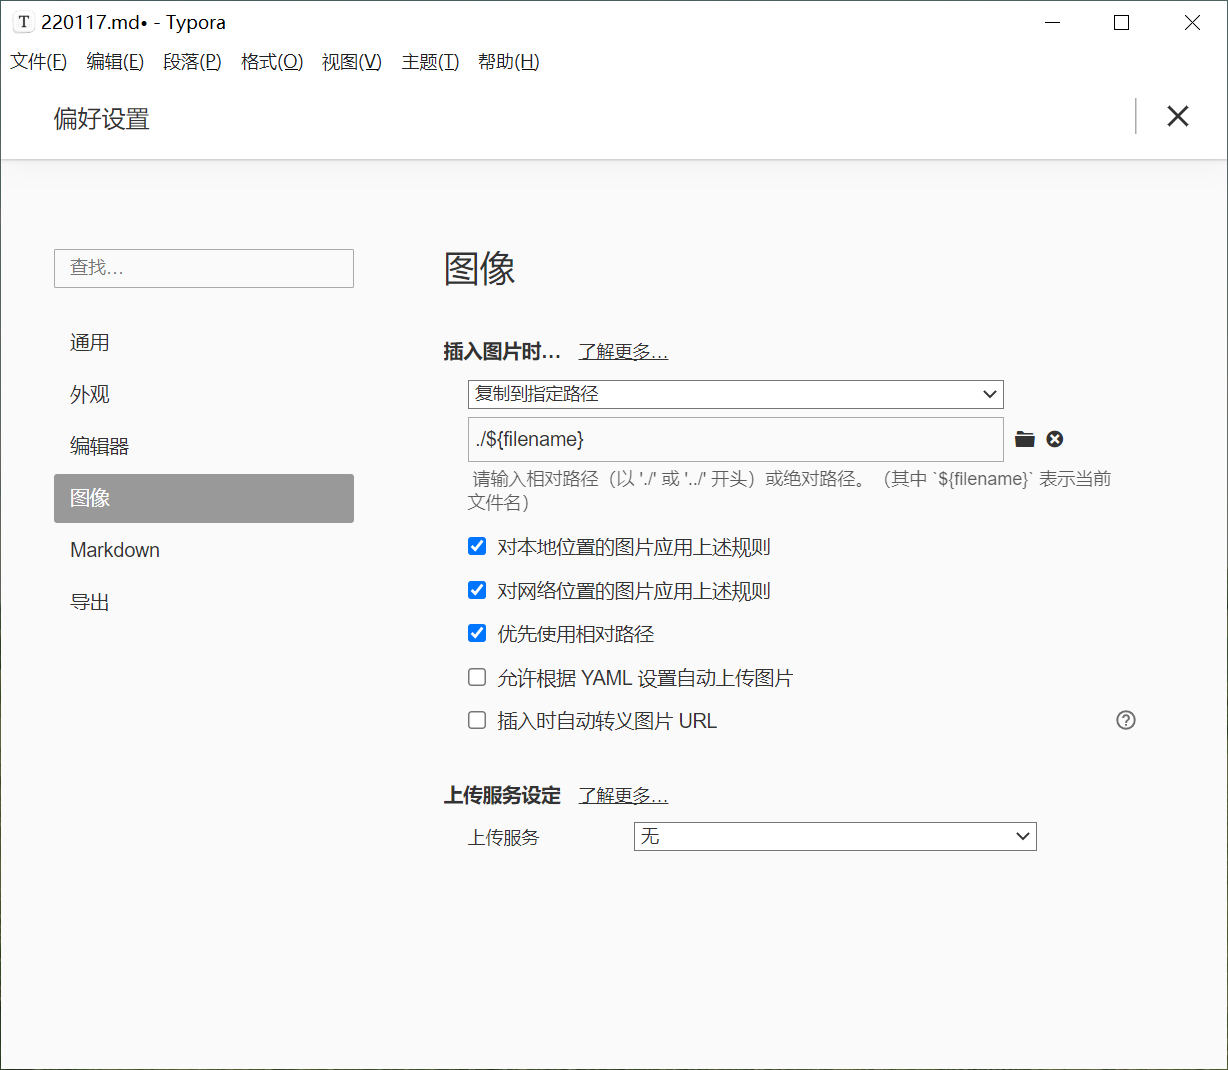 T 220117.md• - Typora
文件(F) 编辑(E) 段落(P) 格式(O) 视图(V) 主题(T) 帮助(H)
偏好设置
查找…
通用
外观
编辑器
图像
Markdown
导出
图像
插入图片时… 了解更多…
复制到指定路径
./${filename}
请输入相对路径（以 './' 或 '../' 开头）或绝对路径。（其中 `${filename}` 表示当前
文件名）
对本地位置的图片应用上述规则
对网络位置的图片应用上述规则
优先使用相对路径
允许根据 YAML 设置自动上传图片
插入时自动转义图片 URL
上传服务设定 了解更多…
上传服务 无